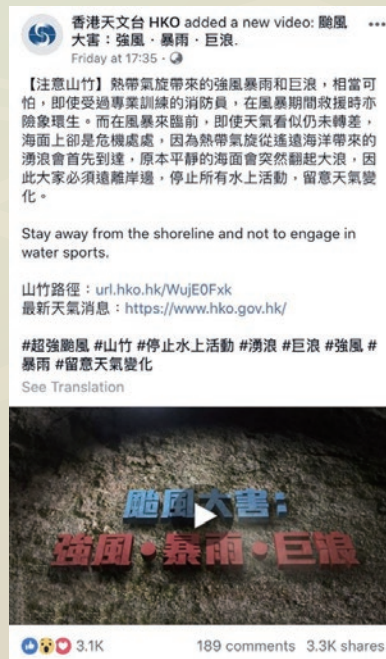 香港天文台 HKO added a new video: 颱風
大害：強風．暴雨．巨浪.
Friday at 17:35 ·
【注意山竹】熱帶氣旋帶來的強風暴雨和巨浪，相當可
怕，即使受過專業訓練的消防員，在風暴期間救援時亦
險象環生。而在風暴來臨前，即使天氣看似仍未轉差，
海面上卻是危機處處，因為熱帶氣旋從遙遠海洋帶來的
湧浪會首先到達，原本平靜的海面會突然翻起大浪，因
此大家必須遠離岸邊，停止所有水上活動，留意天氣變
化。
Stay away from the shoreline and not to engage in
water sports.
山竹路徑：url.hko.hk/WujE0Fxk
最新天氣消息：https://www.hko.gov.hk/
#超強颱風 #山竹 #停止水上活動 #湧浪 #巨浪 #強風 #
暴雨 #留意天氣變化
See Translation
颱風大害：
強風・暴雨・巨浪
3.1K 189 comments 3.3K shares